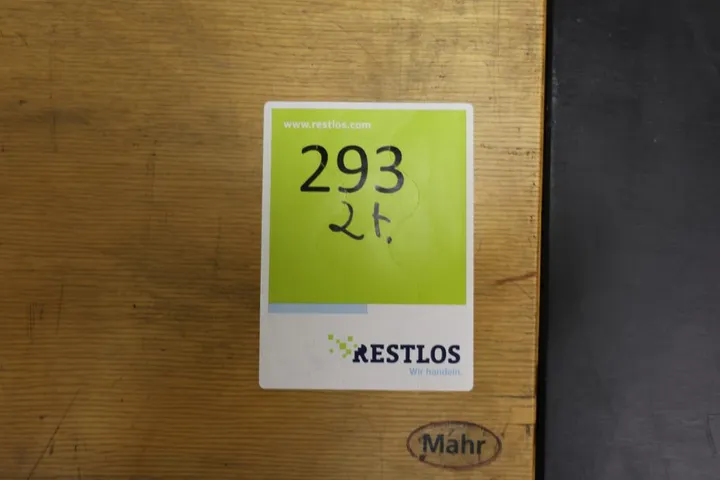 www.restlos.com
293
2t.
RESTLOS
Wir handeln.
Mahr